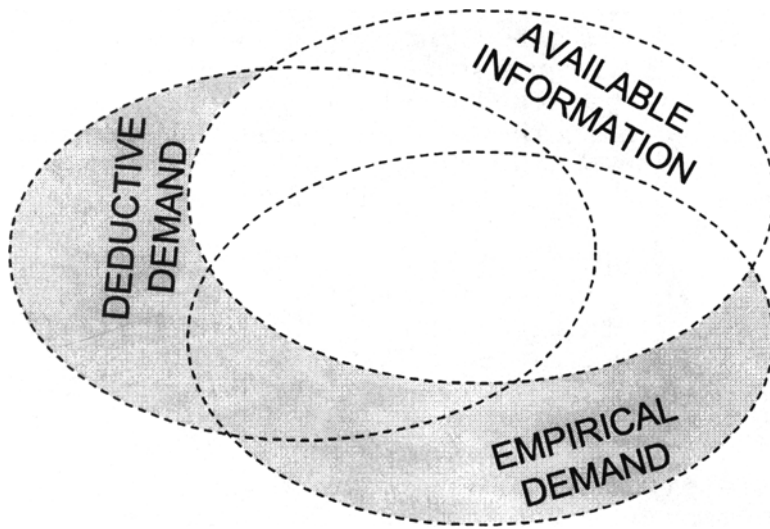 AVAILABLE
INFORMATION
DEDUCTIVE
DEMAND
EMPIRICAL
DEMAND